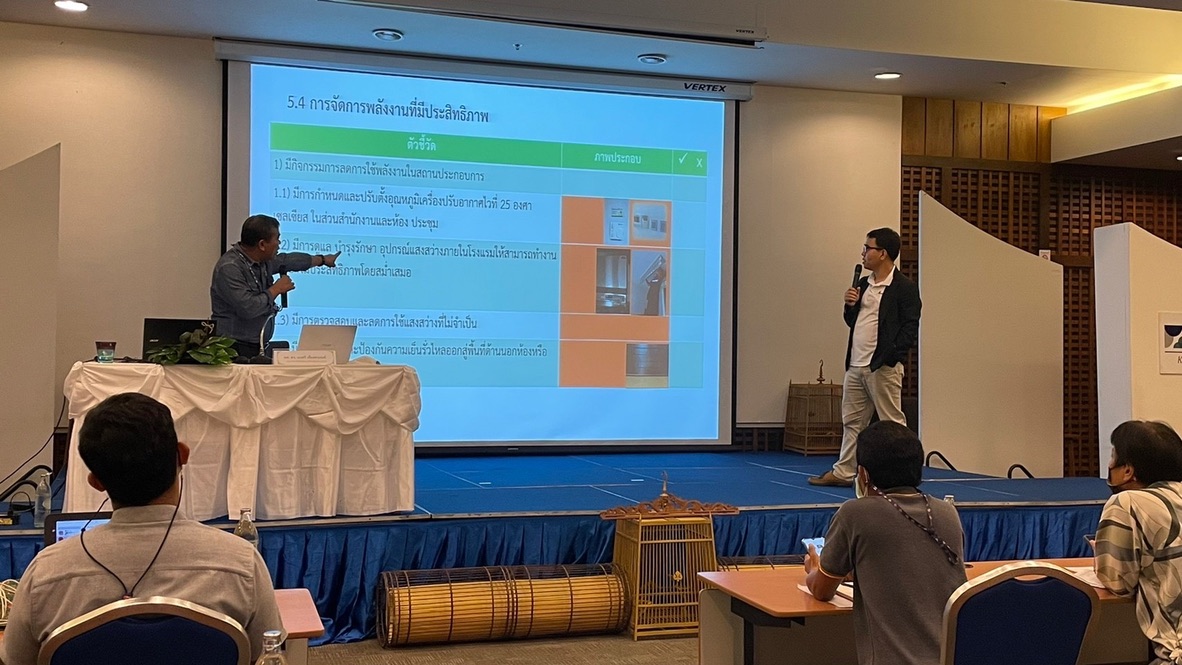 VERTEX
VERTEX
5.4 การจัดการพลังงานที่มีประสิทธิภาพ
ตัวชี้วัด ภาพประกอบ ✓ X
1) มีกิจกรรมการลดการใช้พลังงานในสถานประกอบการ
1.1) มีการกำหนดและปรับตั้งอุณหภูมิเครื่องปรับอากาศไวที่ 25 องศา
เซลเซียส ในส่วนสำนักงานและห้อง ประชุม
2) มีการดูแล บำรุงรักษา อุปกรณ์แสงสว่างภายในโรงแรมให้สามารถทำงาน
ประสิทธิภาพโดยสม่ำเสมอ
.3) มีการตรวจสอบและลดการใช้แสงสว่างที่ไม่จำเป็น
ะป้องกันความเย็นรั่วไหลออกสู่พื้นที่ด้านนอกห้องหรือ